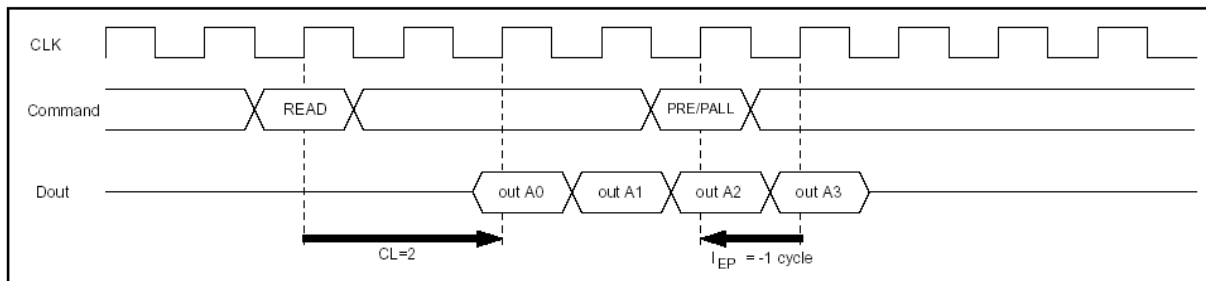 CLK
Command READ PRE/PALL
Dout out A0 out A1 out A2 out A3
CL=2 lEP = -1 cycle